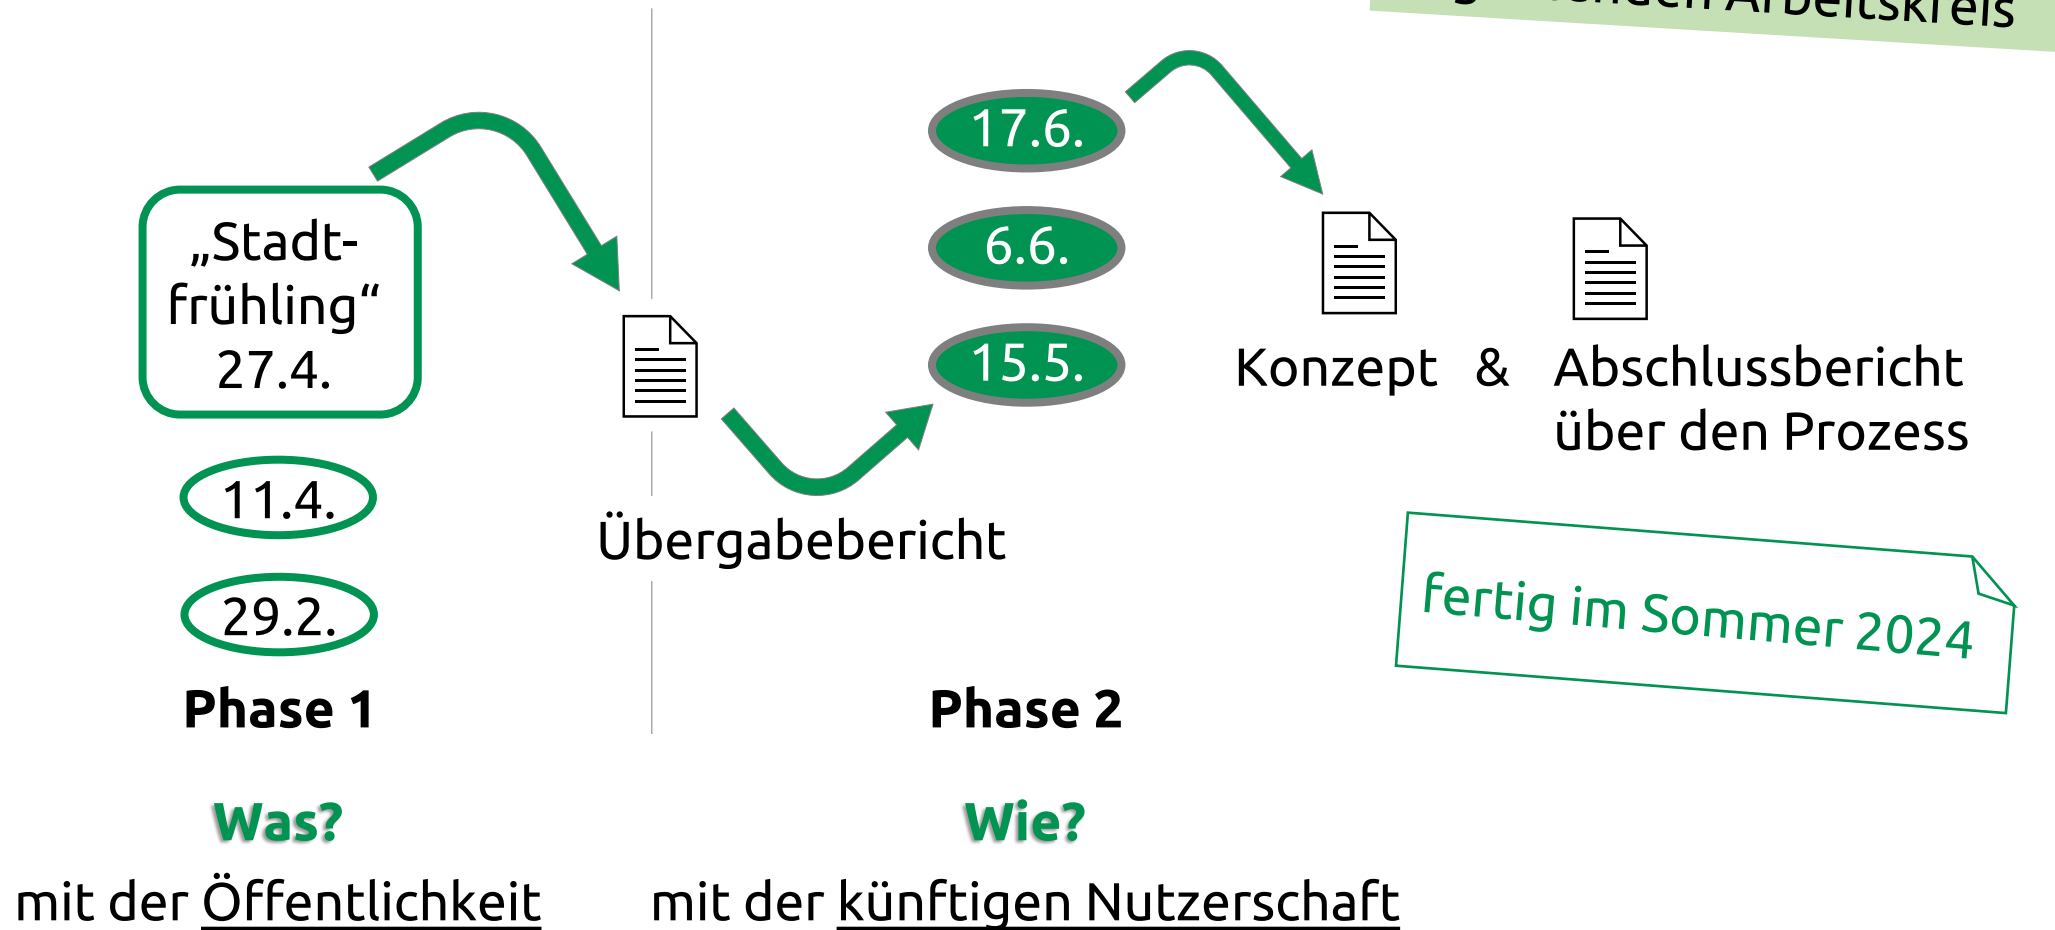 Arbeitskreis
„Stadt-
frühling“
27.4.
11.4.
29.2.
Phase 1
Was?
mit der Öffentlichkeit
Übergabebericht
17.6.
6.6.
15.5.
Phase 2
Wie?
mit der künftigen Nutzerschaft
Konzept & Abschlussbericht
über den Prozess
fertig im Sommer 2024